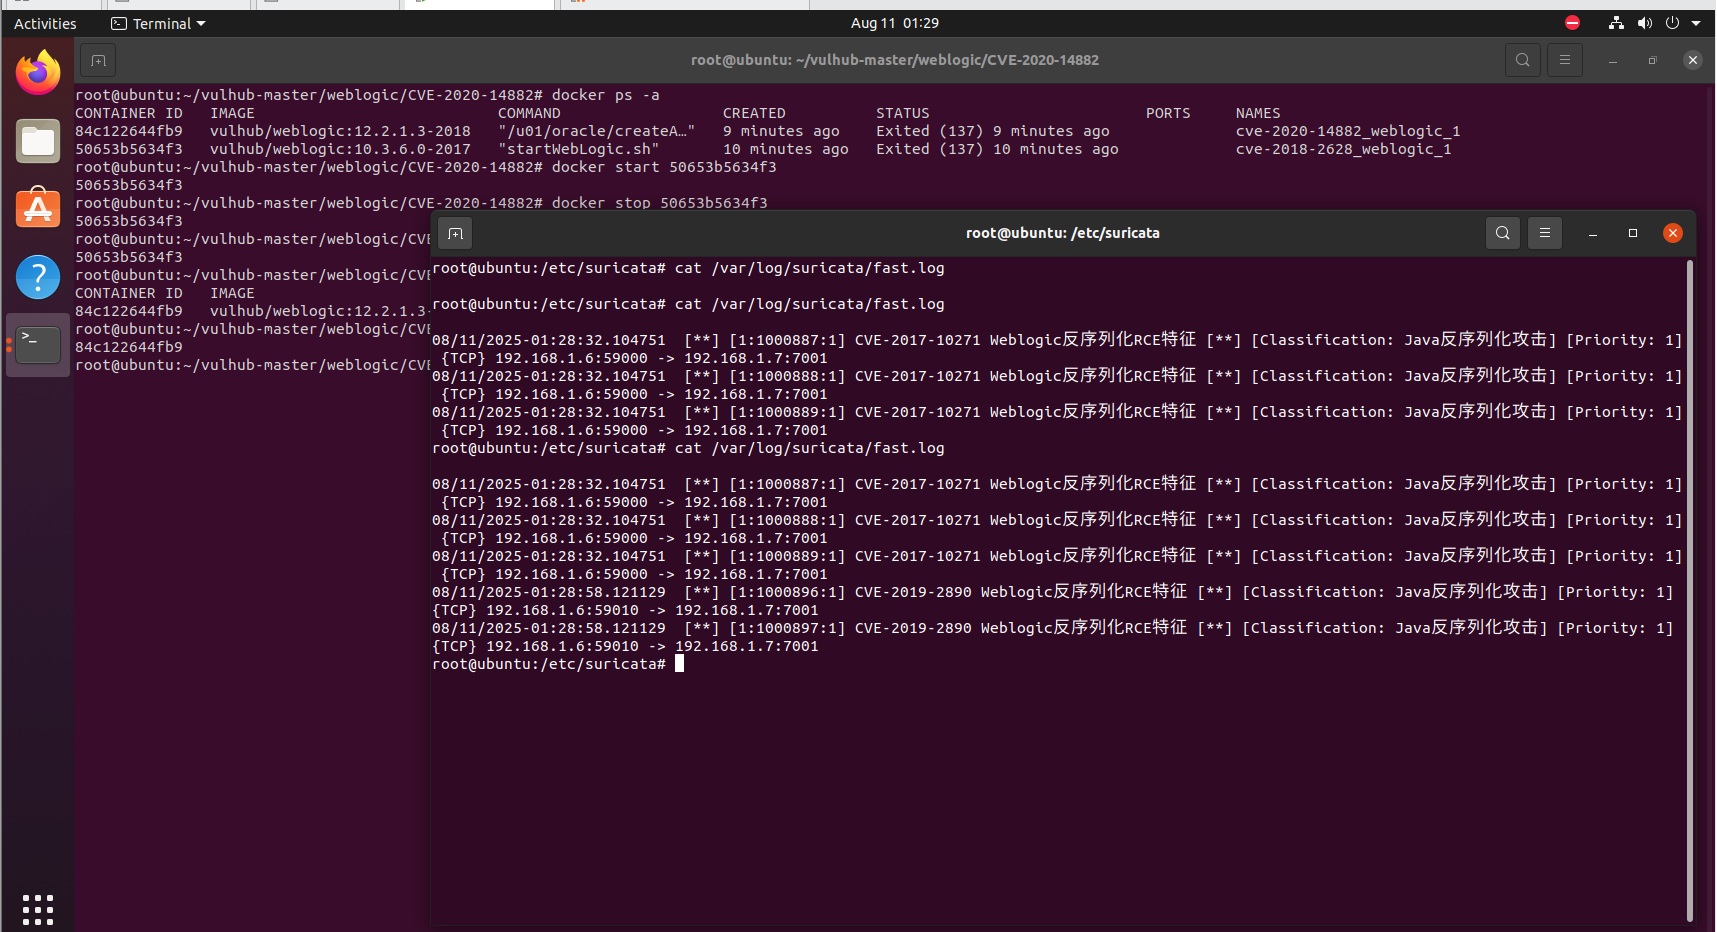 Activities
Terminal
Aug 11 01:29
root@ubuntu: ~/vulhub-master/weblogic/CVE-2020-14882
root@ubuntu:~/vulhub-master/weblogic/CVE-2020-14882# docker ps -a
CONTAINER ID   IMAGE                           COMMAND                  CREATED          STATUS                        PORTS     NAMES
84c122644fb9   vulhub/weblogic:12.2.1.3-2018   "/u01/oracle/createA…"   9 minutes ago    Exited (137) 9 minutes ago              cve-2020-14882_weblogic_1
50653b5634f3   vulhub/weblogic:10.3.6.0-2017   "startWebLogic.sh"       10 minutes ago   Exited (137) 10 minutes ago             cve-2018-2628_weblogic_1
root@ubuntu:~/vulhub-master/weblogic/CVE-2020-14882# docker start 50653b5634f3
50653b5634f3
root@ubuntu:~/vulhub-master/weblogic/CVE-2020-14882# docker stop 50653b5634f3
50653b5634f3
root@ubuntu:~/vulhub-master/weblogic/CVE
50653b5634f3
root@ubuntu:~/vulhub-master/weblogic/CVE
CONTAINER ID   IMAGE
84c122644fb9   vulhub/weblogic:12.2.1.3-
root@ubuntu:~/vulhub-master/weblogic/CVE
84c122644fb9
root@ubuntu:~/vulhub-master/weblogic/CVE
root@ubuntu: /etc/suricata
root@ubuntu:/etc/suricata# cat /var/log/suricata/fast.log
root@ubuntu:/etc/suricata# cat /var/log/suricata/fast.log
08/11/2025-01:28:32.104751  [**] [1:1000887:1] CVE-2017-10271 Weblogic反序列化RCE特征 [**] [Classification: Java反序列化攻击] [Priority: 1]
{TCP} 192.168.1.6:59000 -> 192.168.1.7:7001
08/11/2025-01:28:32.104751  [**] [1:1000888:1] CVE-2017-10271 Weblogic反序列化RCE特征 [**] [Classification: Java反序列化攻击] [Priority: 1]
{TCP} 192.168.1.6:59000 -> 192.168.1.7:7001
08/11/2025-01:28:32.104751  [**] [1:1000889:1] CVE-2017-10271 Weblogic反序列化RCE特征 [**] [Classification: Java反序列化攻击] [Priority: 1]
{TCP} 192.168.1.6:59000 -> 192.168.1.7:7001
root@ubuntu:/etc/suricata# cat /var/log/suricata/fast.log
08/11/2025-01:28:32.104751  [**] [1:1000887:1] CVE-2017-10271 Weblogic反序列化RCE特征 [**] [Classification: Java反序列化攻击] [Priority: 1]
{TCP} 192.168.1.6:59000 -> 192.168.1.7:7001
08/11/2025-01:28:32.104751  [**] [1:1000888:1] CVE-2017-10271 Weblogic反序列化RCE特征 [**] [Classification: Java反序列化攻击] [Priority: 1]
{TCP} 192.168.1.6:59000 -> 192.168.1.7:7001
08/11/2025-01:28:32.104751  [**] [1:1000889:1] CVE-2017-10271 Weblogic反序列化RCE特征 [**] [Classification: Java反序列化攻击] [Priority: 1]
{TCP} 192.168.1.6:59000 -> 192.168.1.7:7001
08/11/2025-01:28:58.121129  [**] [1:1000896:1] CVE-2019-2890 Weblogic反序列化RCE特征 [**] [Classification: Java反序列化攻击] [Priority: 1]
{TCP} 192.168.1.6:59010 -> 192.168.1.7:7001
08/11/2025-01:28:58.121129  [**] [1:1000897:1] CVE-2019-2890 Weblogic反序列化RCE特征 [**] [Classification: Java反序列化攻击] [Priority: 1]
{TCP} 192.168.1.6:59010 -> 192.168.1.7:7001
root@ubuntu:/etc/suricata#